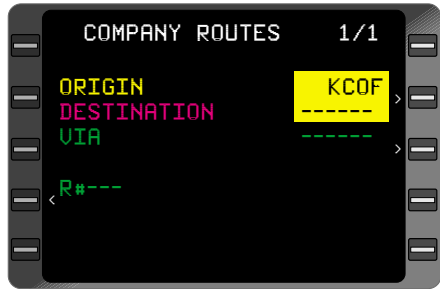 COMPANY ROUTES 1/1
ORIGIN KCOF
DESTINATION ------
VIA ------ >
< R#---